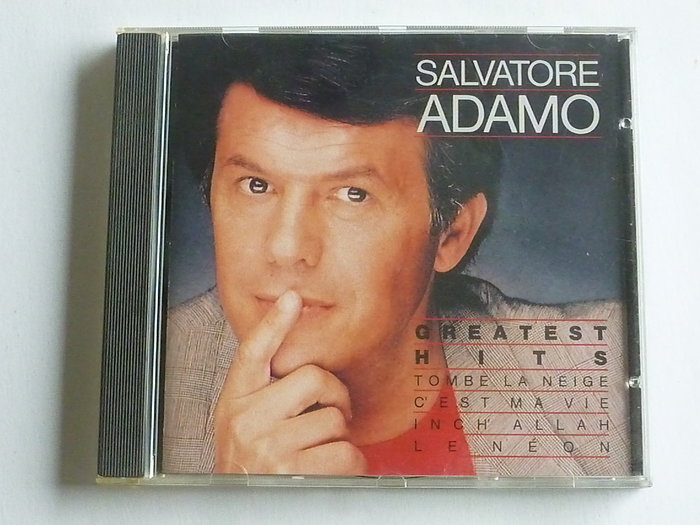 SALVATORE
ADAMO
GREATEST
HITS
TOMBE LA NEIGE
C'EST MA VIE
INCH' ALLAH
LE NÉON